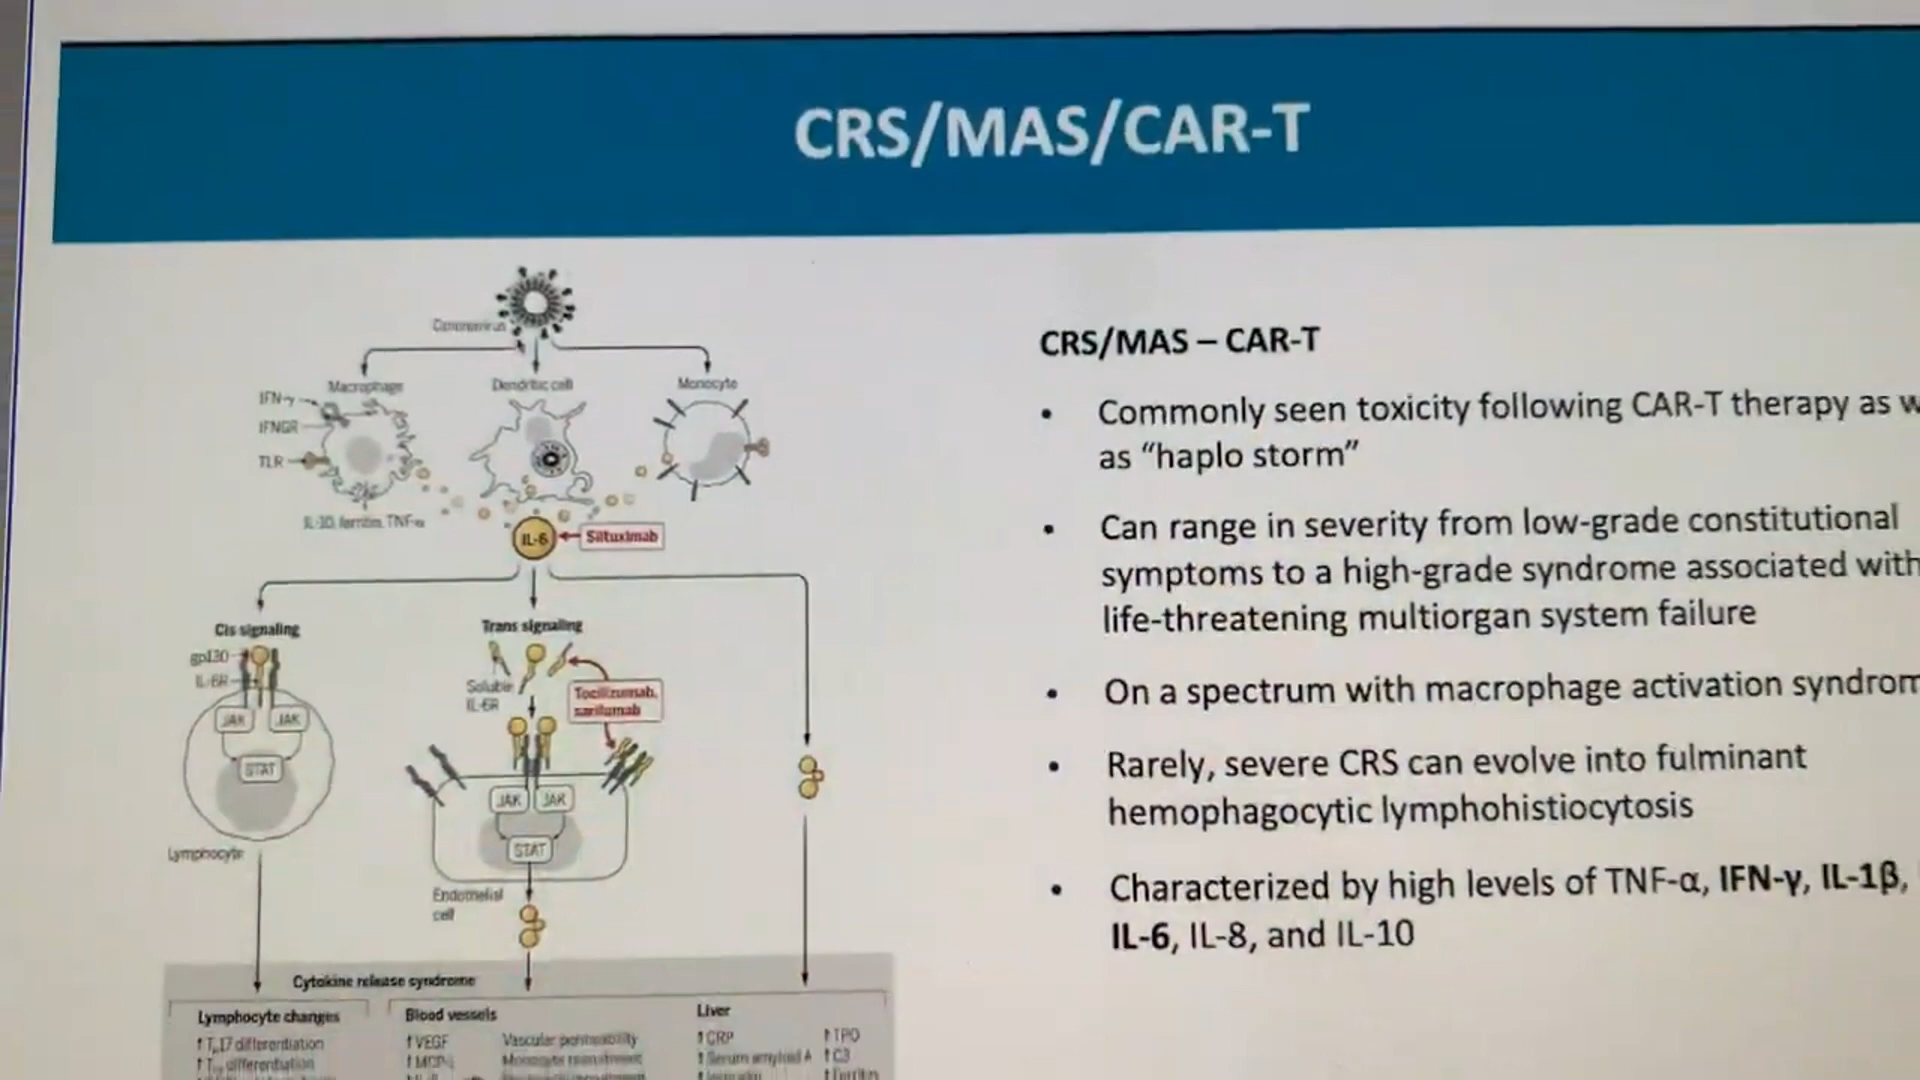 CRS/MAS/CAR-T
Coronavirus
Macrophage
Dendritic cell
Monocyte
IFN-γ
IFNGR
TLR
IL-10, ferritin, TNF-α
IL-6
Siltuximab
Cis signaling
gp130
IL-6R
JAK
JAK
STAT
Lymphocyte
Trans signaling
Soluble
IL-6R
Tocilizumab,
sarilumab
JAK
JAK
STAT
Endothelial
cell
Cytokine release syndrome
Lymphocyte changes
differentiation
differentiation
Blood vessels
↑VEGF
Vascular permeability
Monocyte recruitment
Liver
↑CRP
↑Serum amyloid A
↑TPO
↑C3
↑Ferritin
CRS/MAS – CAR-T
• Commonly seen toxicity following CAR-T therapy as
as “haplo storm”
• Can range in severity from low-grade constitutional
symptoms to a high-grade syndrome associated with
life-threatening multiorgan system failure
• On a spectrum with macrophage activation
• Rarely, severe CRS can evolve into fulminant
hemophagocytic lymphohistiocytosis
• Characterized by high levels of TNF-α, IFN-γ, IL-1β,
IL-6, IL-8, and IL-10